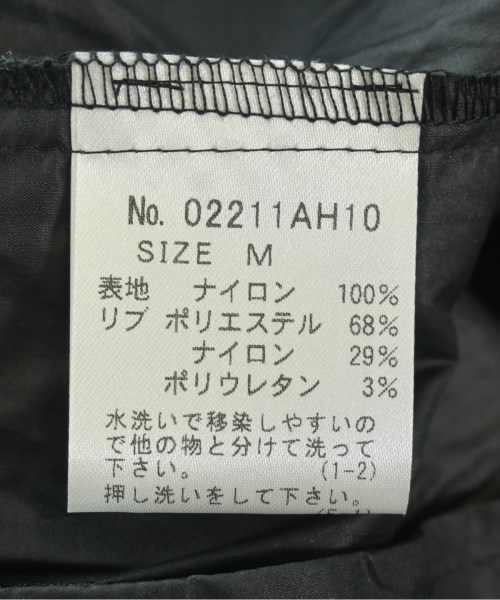 No. 02211AH10
SIZE M
表地 ナイロン 100%
リブ ポリエステル 68%
ナイロン 29%
ポリウレタン 3%
水洗いで移染しやすいの
で他の物と分けて洗って
下さい。 (1-2)
押し洗いをして下さい。